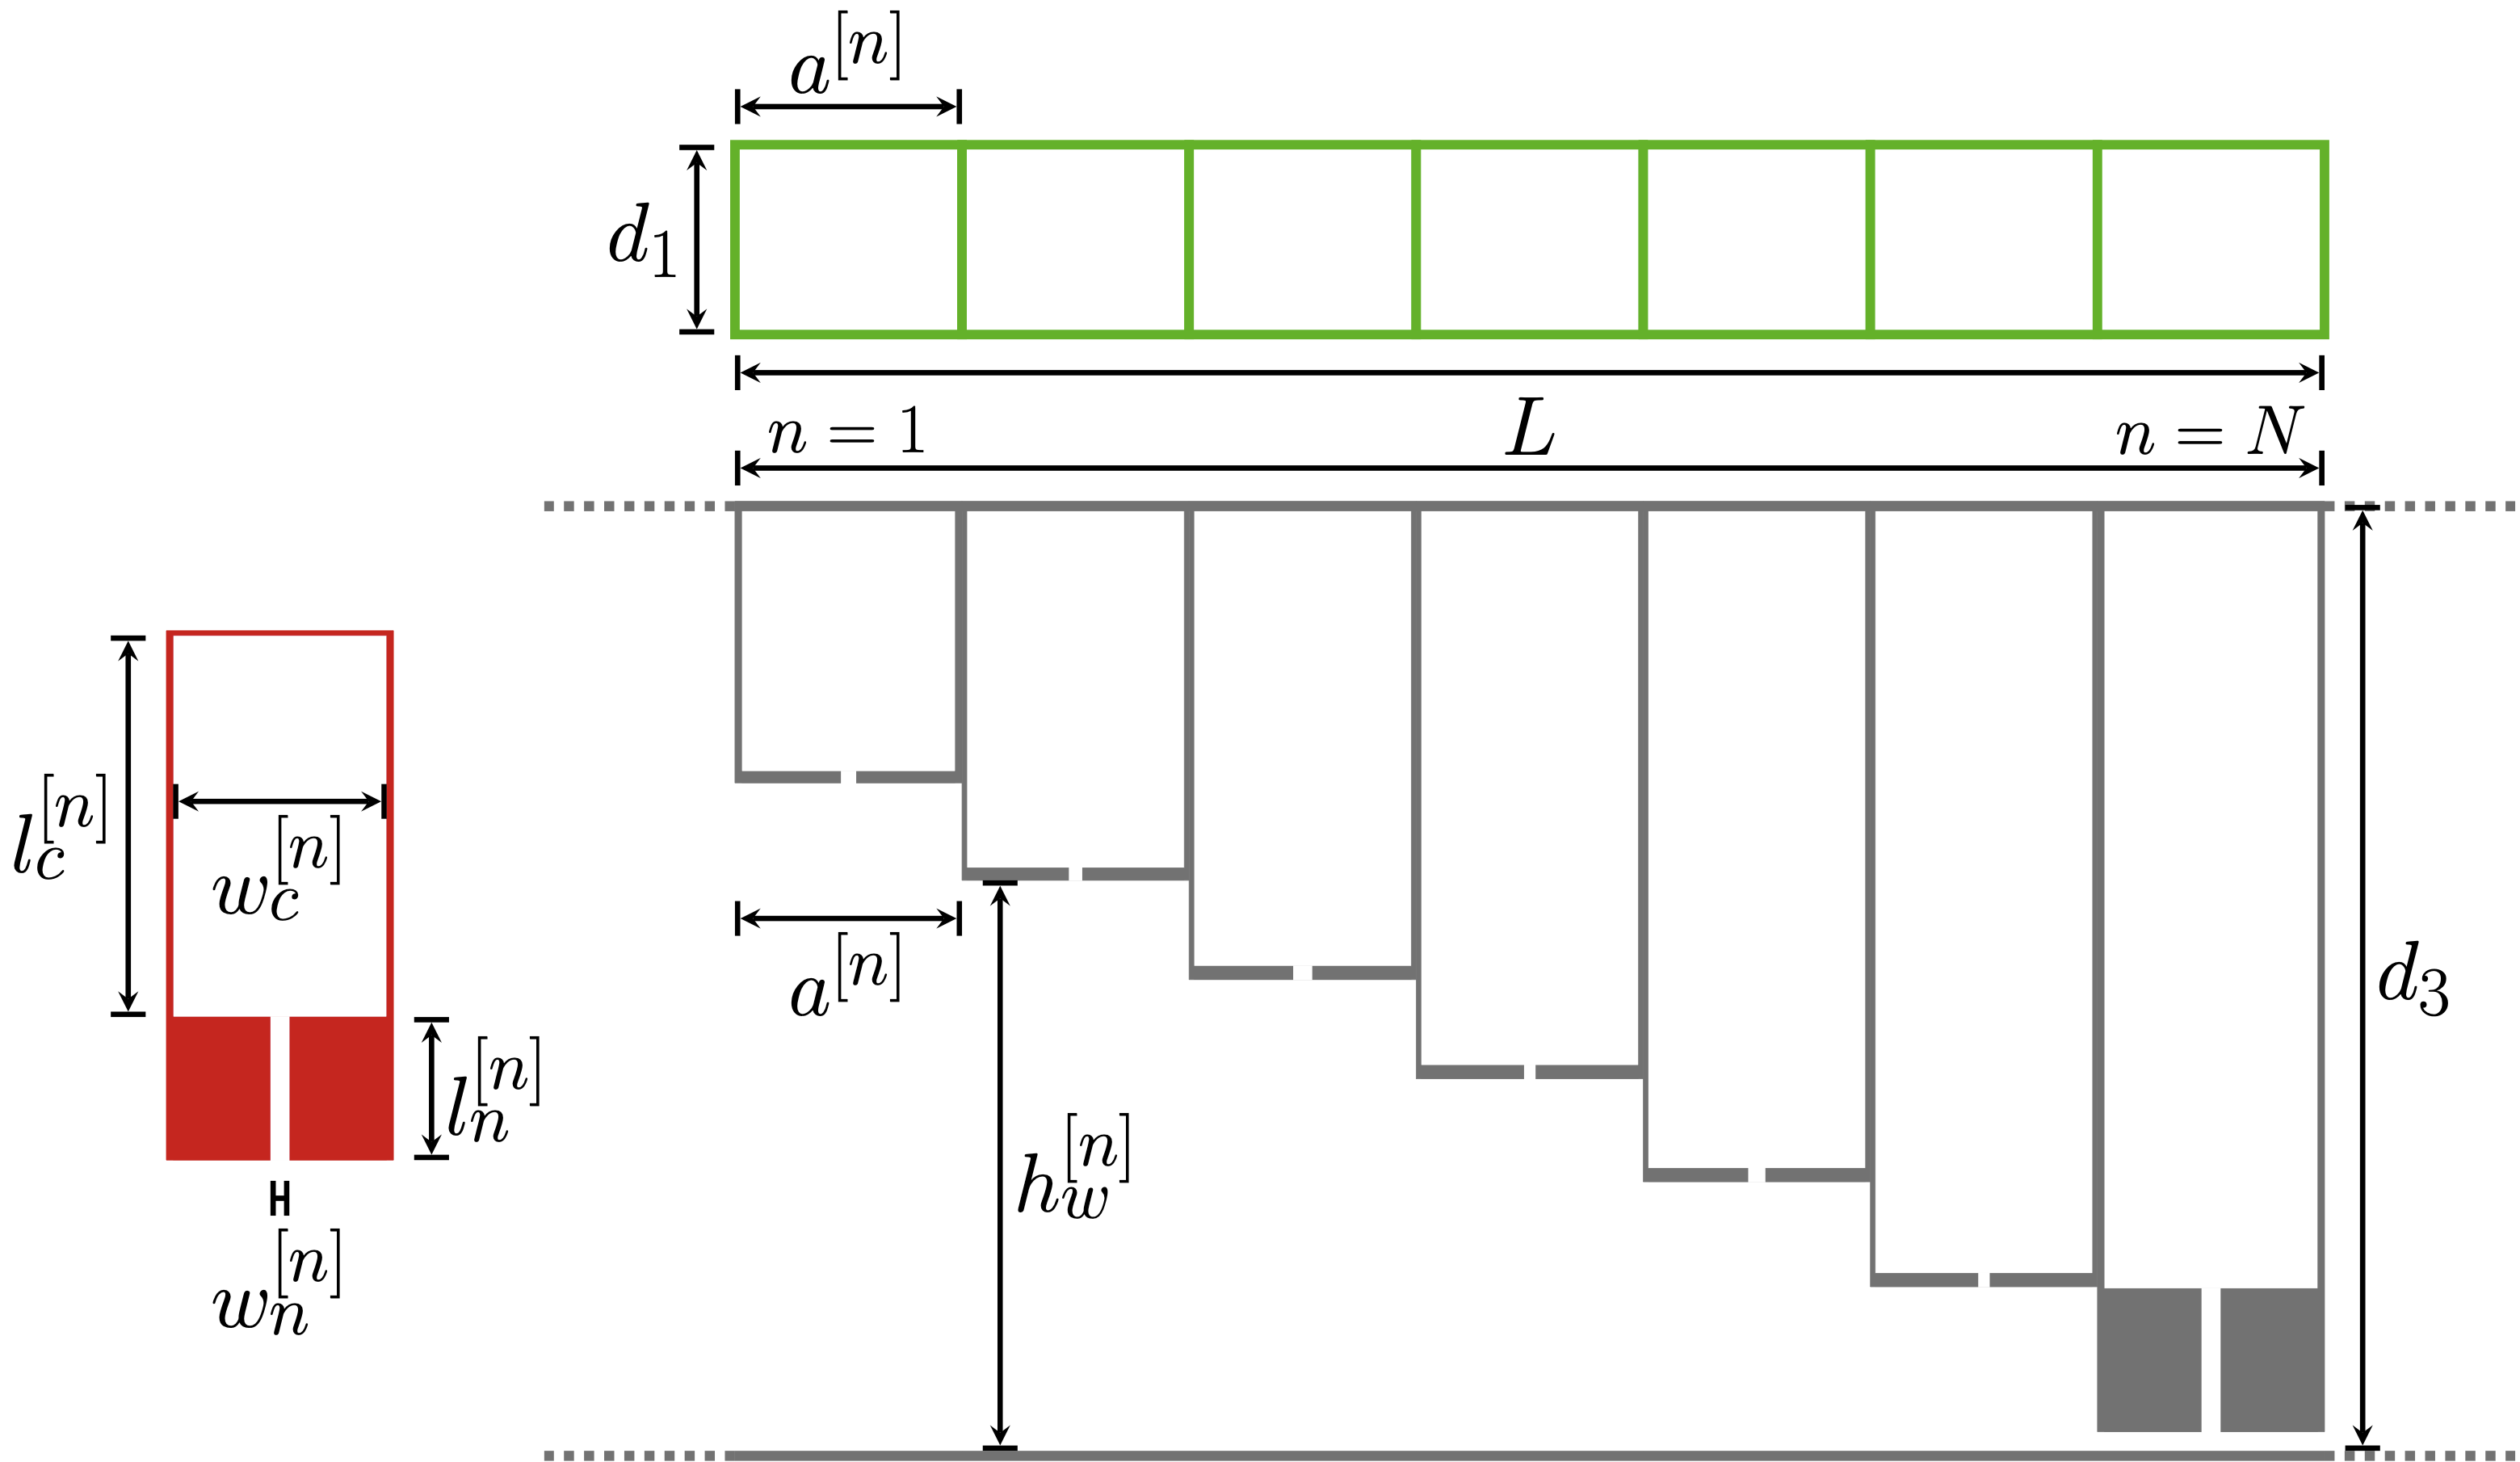 a^{[n]}
d_1
n = 1
L
n = N
l_c^{[n]}
w_c^{[n]}
a^{[n]}
d_3
l_n^{[n]}
h_w^{[n]}
w_n^{[n]}